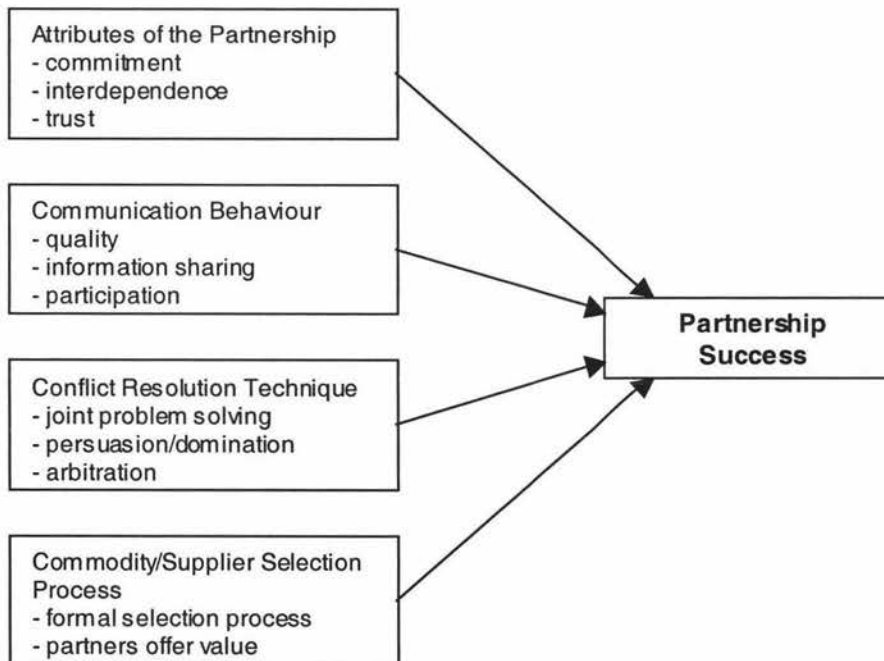 Attributes of the Partnership
- commitment
- interdependence
- trust
Communication Behaviour
- quality
- information sharing
- participation
Conflict Resolution Technique
- joint problem solving
- persuasion/domination
- arbitration
Commodity/Supplier Selection
Process
- formal selection process
- partners offer value
Partnership
Success